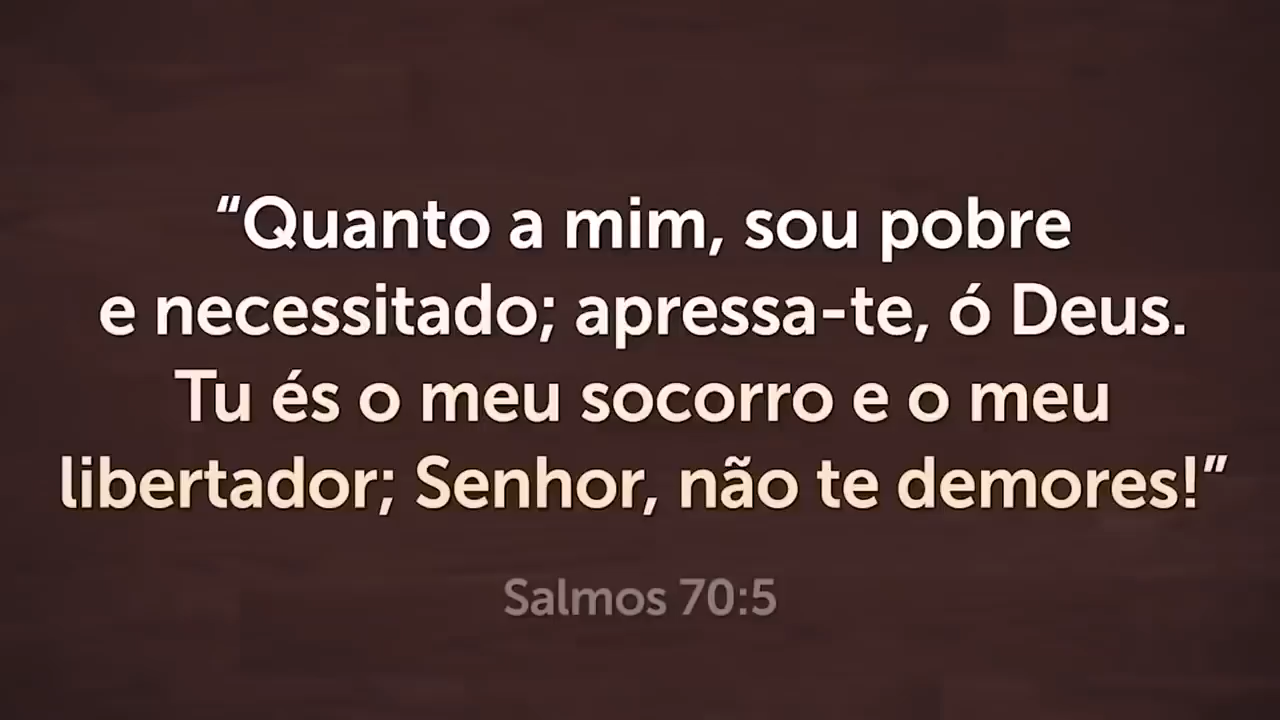 “Quanto a mim, sou pobre
e necessitado; apressa-te, ó Deus.
Tu és o meu socorro e o meu
libertador; Senhor, não te demores!”
Salmos 70:5